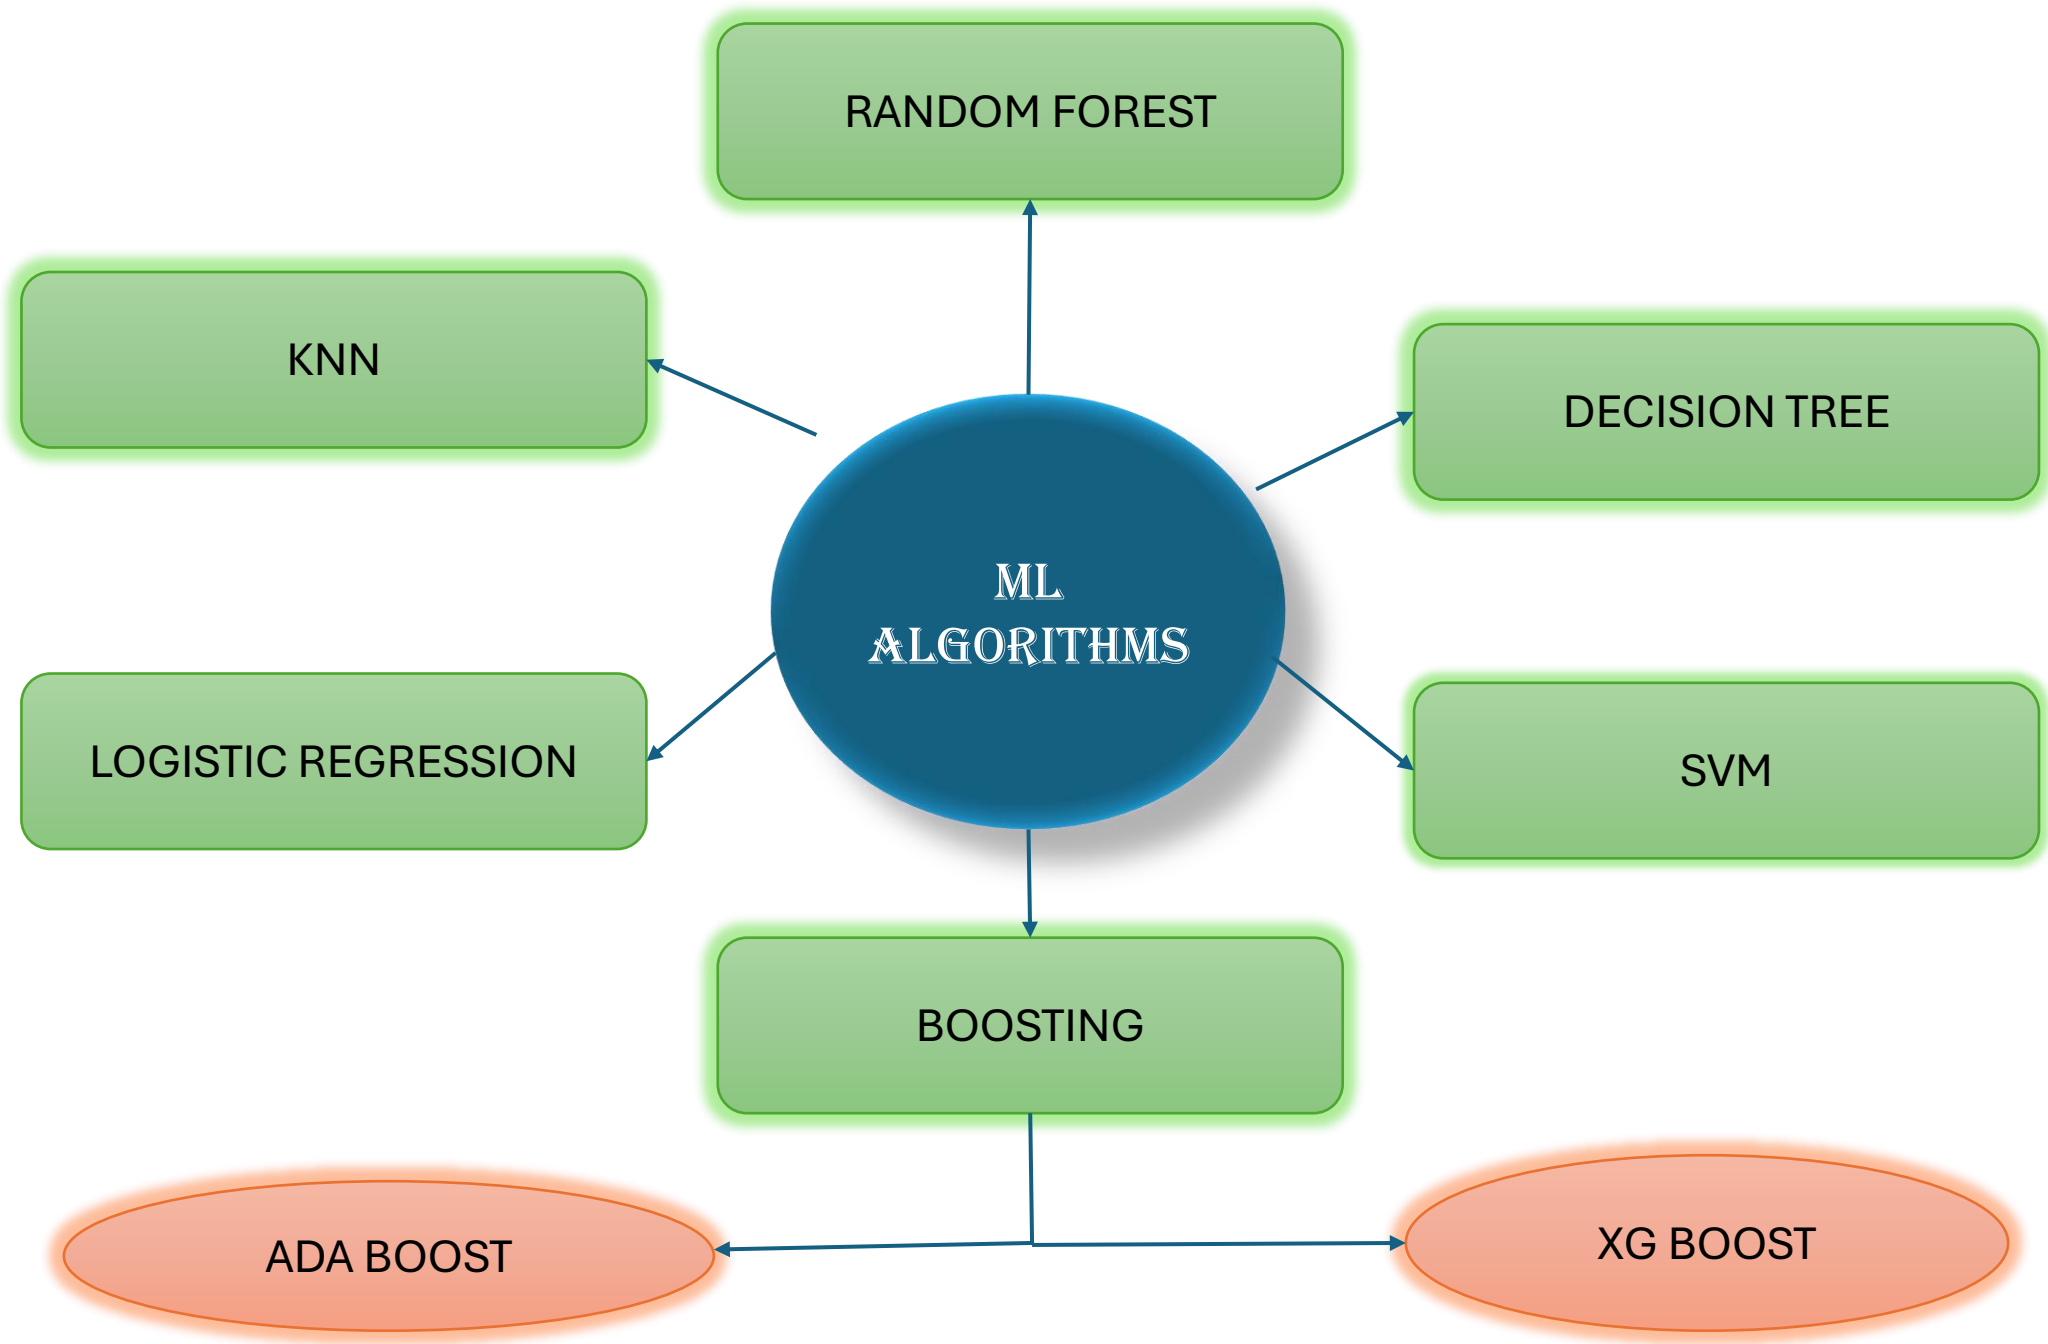 RANDOM FOREST
KNN
DECISION TREE
ML
ALGORITHMS
LOGISTIC REGRESSION
SVM
BOOSTING
ADA BOOST
XG BOOST